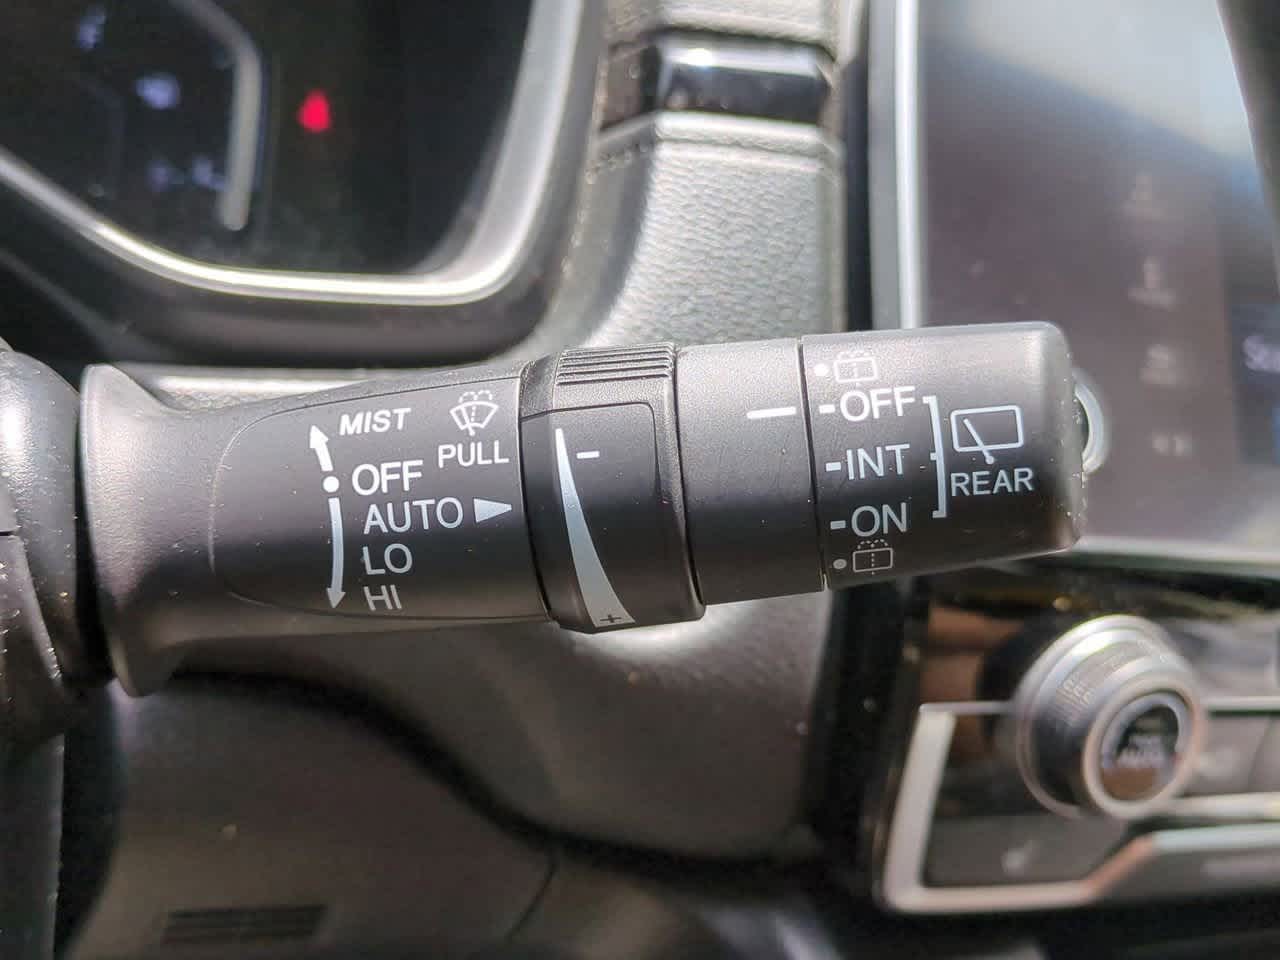 MIST
PULL
OFF
AUTO
LO
HI
-
+
OFF
INT
ON
REAR